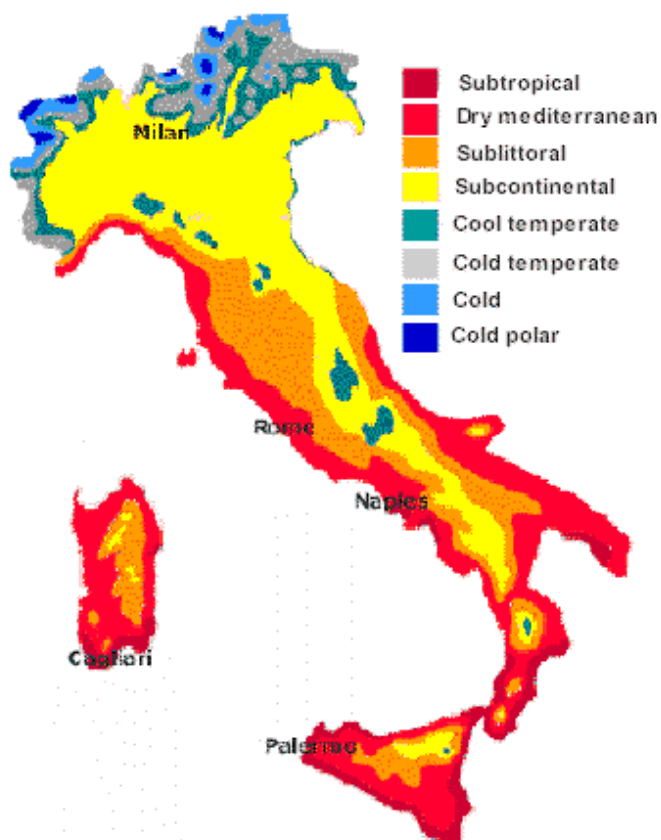 Subtropical
Dry mediterranean
Sublittoral
Subcontinental
Cool temperate
Cold temperate
Cold
Cold polar
Milan
Rome
Naples
Cagliari
Palermo